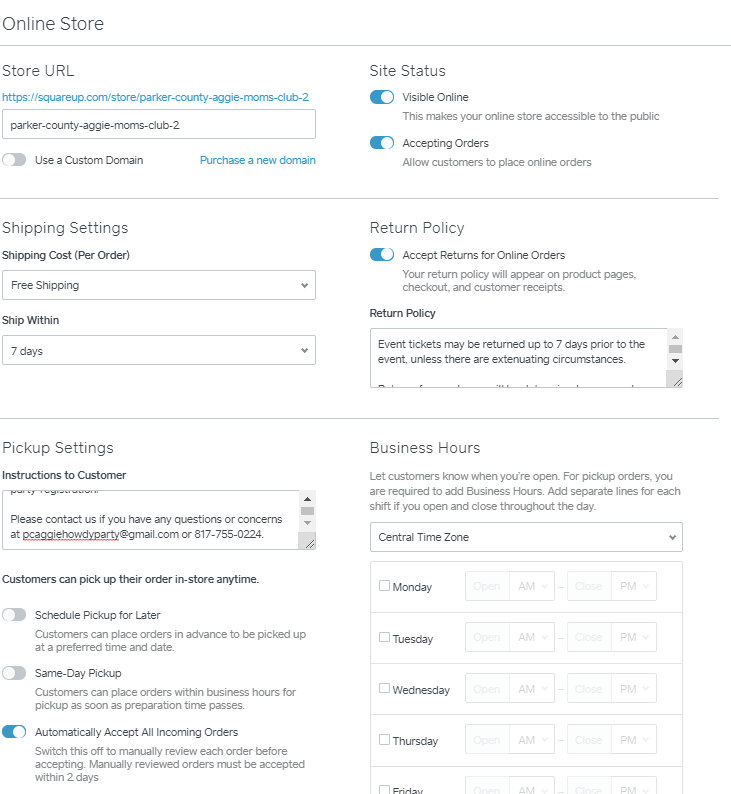 Online Store
Store URL
https://squareup.com/store/parker-county-aggie-moms-club-2
parker-county-aggie-moms-club-2
Use a Custom Domain
Purchase a new domain
Site Status
Visible Online
This makes your online store accessible to the public
Accepting Orders
Allow customers to place online orders
Shipping Settings
Shipping Cost (Per Order)
Free Shipping
Ship Within
7 days
Return Policy
Accept Returns for Online Orders
Your return policy will appear on product pages,
checkout, and customer receipts.
Return Policy
Event tickets may be returned up to 7 days prior to the
event, unless there are extenuating circumstances.
Pickup Settings
Instructions to Customer
party registration.
Please contact us if you have any questions or concerns
at pcaggiehowdyparty@gmail.com or 817-755-0224.
Customers can pick up their order in-store anytime.
Schedule Pickup for Later
Customers can place orders in advance to be picked up
at a preferred time and date.
Same-Day Pickup
Customers can place orders within business hours for
pickup as soon as preparation time passes.
Automatically Accept All Incoming Orders
Switch this off to manually review each order before
accepting. Manually reviewed orders must be accepted
within 2 days
Business Hours
Let customers know when you're open. For pickup orders, you
are required to add Business Hours. Add separate lines for each
shift if you open and close throughout the day.
Central Time Zone
Monday Open AM – Close PM
Tuesday Open AM – Close PM
Wednesday Open AM – Close PM
Thursday Open AM – Close PM
Friday Open AM – Close PM